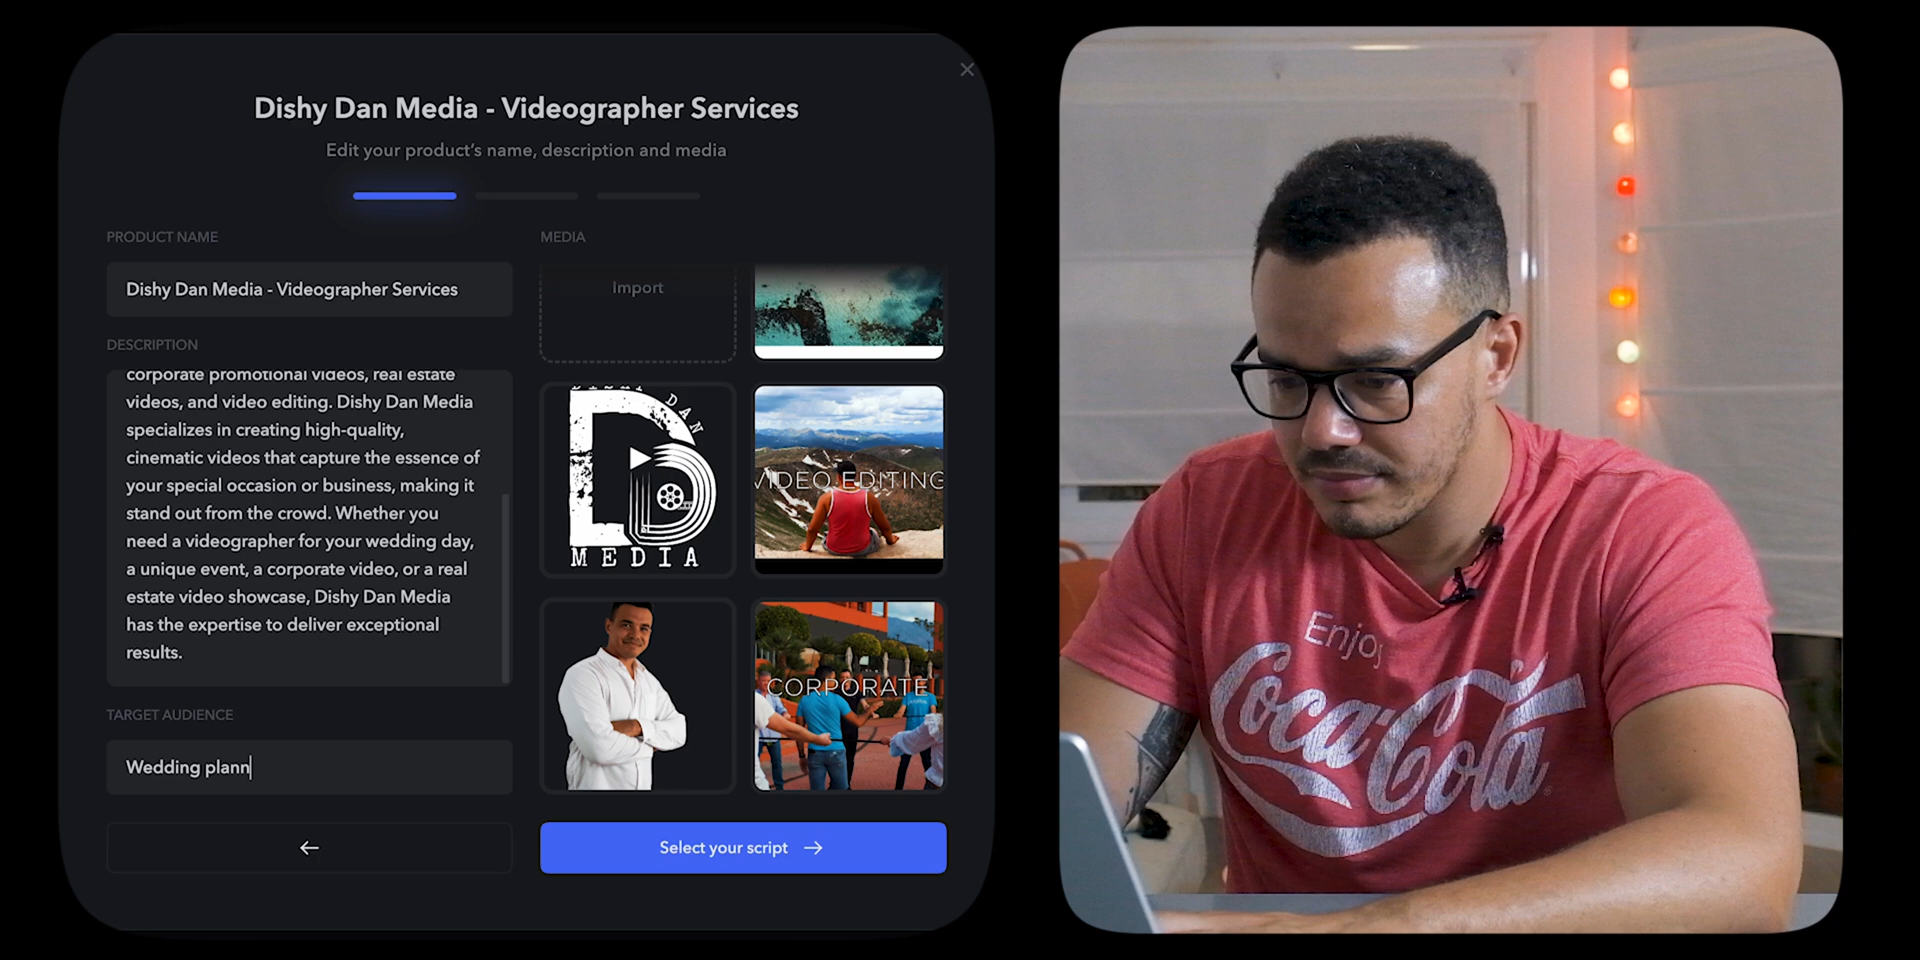 Dishy Dan Media - Videographer Services
Edit your product's name, description and media
PRODUCT NAME
Dishy Dan Media - Videographer Services
DESCRIPTION
corporate promotional videos, real estate
videos, and video editing. Dishy Dan Media
specializes in creating high-quality,
cinematic videos that capture the essence of
your special occasion or business, making it
stand out from the crowd. Whether you
need a videographer for your wedding day,
a unique event, a corporate video, or a real
estate video showcase, Dishy Dan Media
has the expertise to deliver exceptional
results.
TARGET AUDIENCE
Wedding plann
MEDIA
Import
DISHY DAN
D
MEDIA
VIDEO EDITING
CORPORATE
Select your script
Enjoy
Coca-Cola